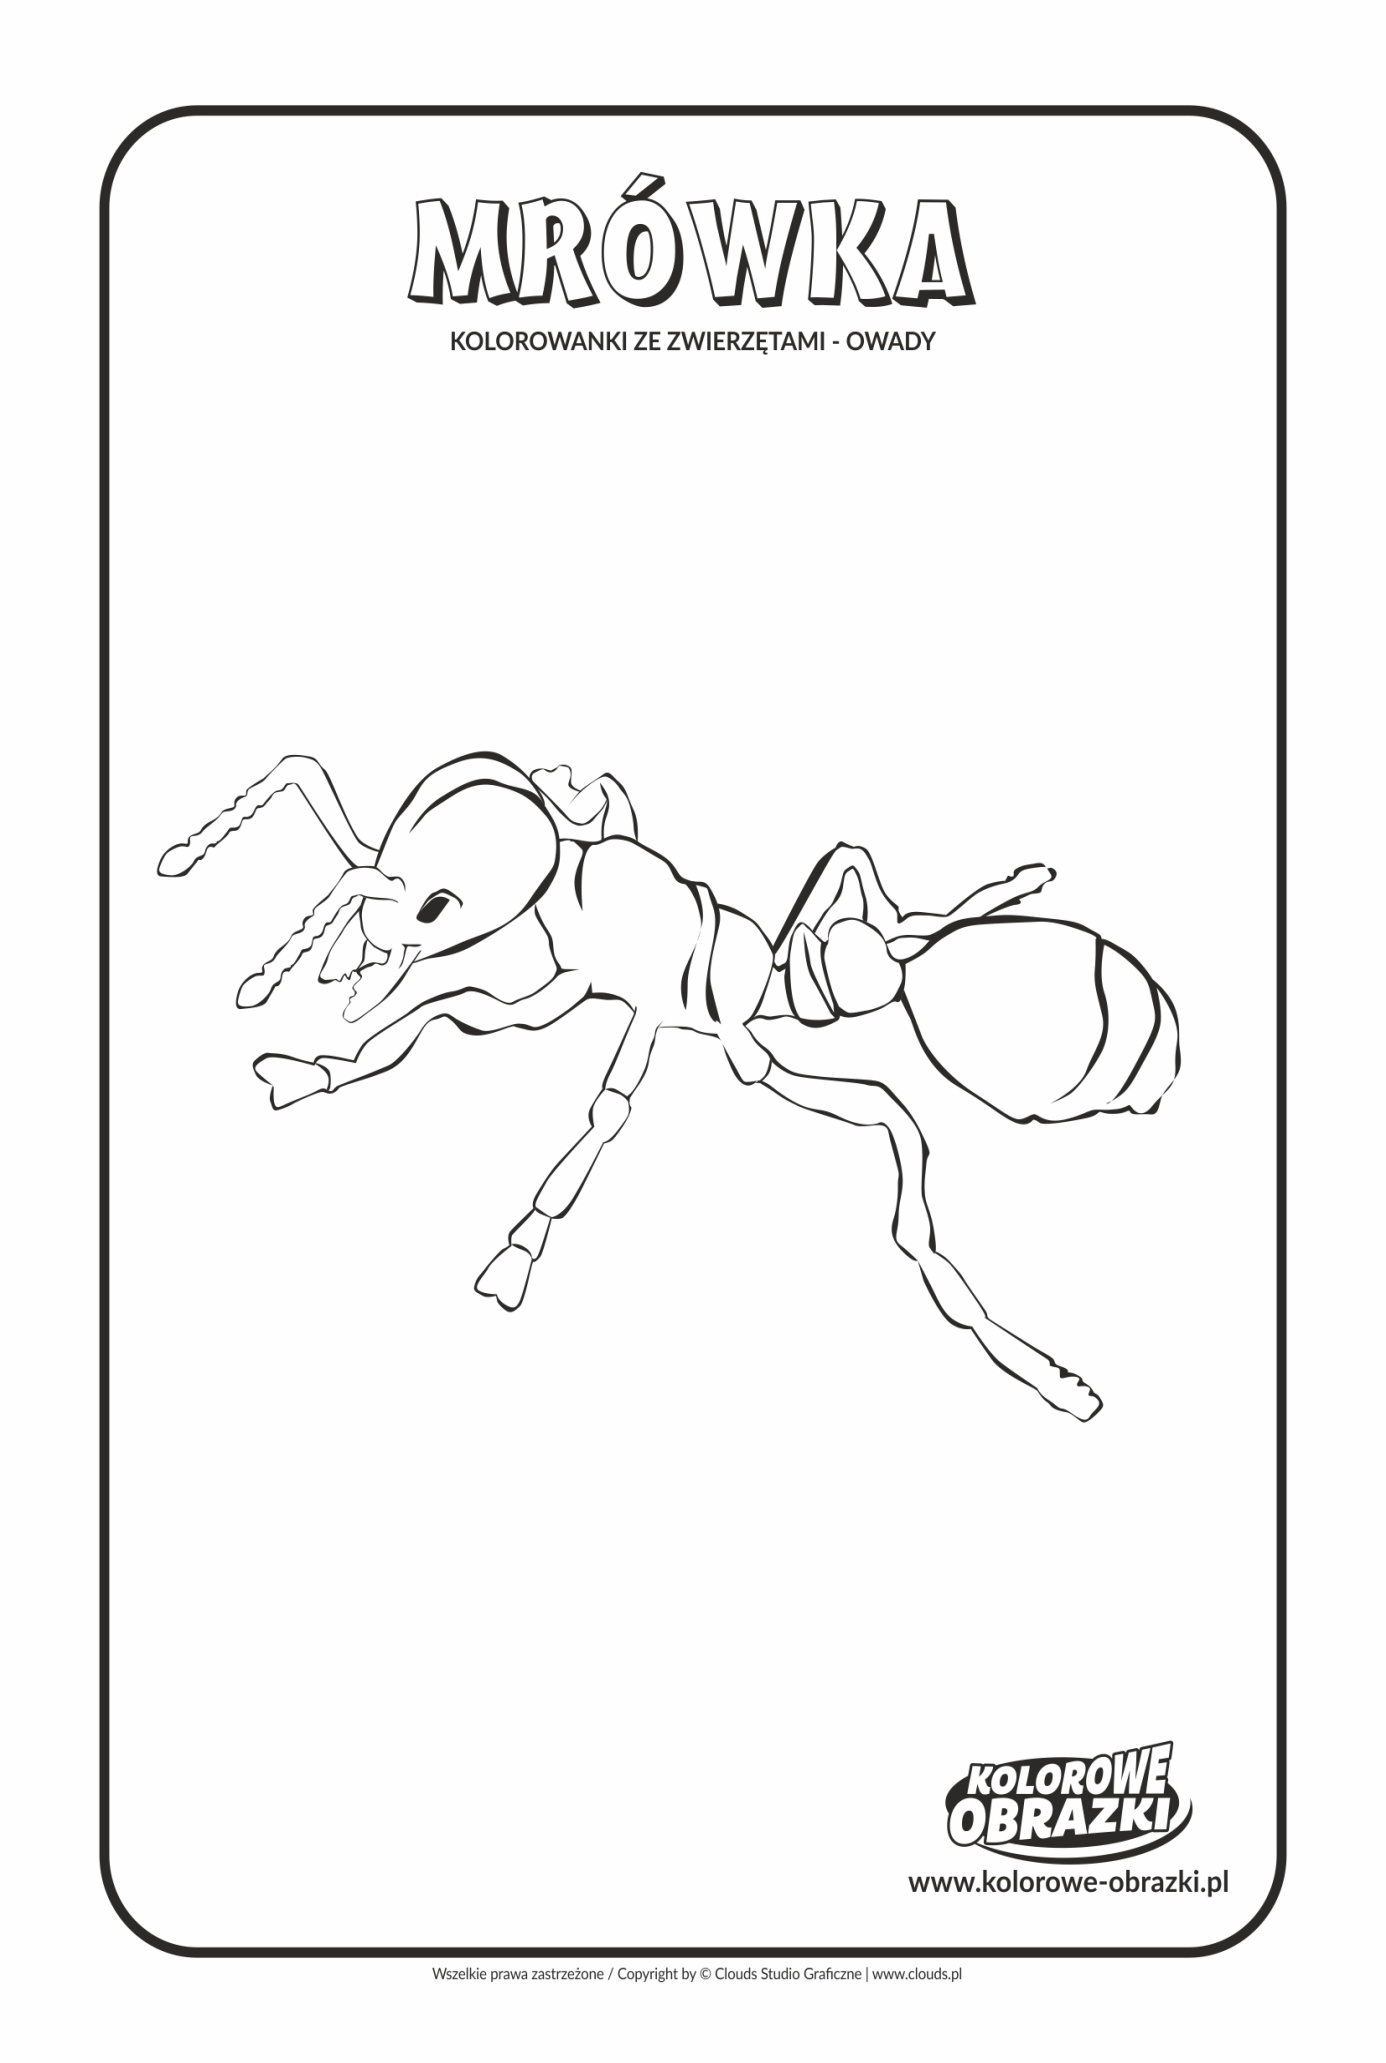 MRÓWKA
KOLOROWANKI ZE ZWIERZĘTAMI - OWADY
KOLOROWE
OBRAZKI
www.kolorowe-obrazki.pl
Wszelkie prawa zastrzeżone / Copyright by © Clouds Studio Graficzne | www.clouds.pl